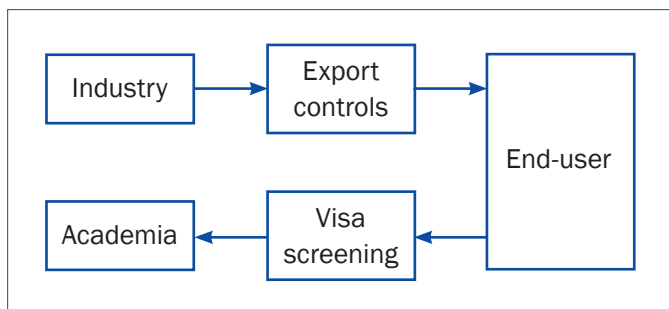 Industry
Export
controls
End-user
Academia
Visa
screening